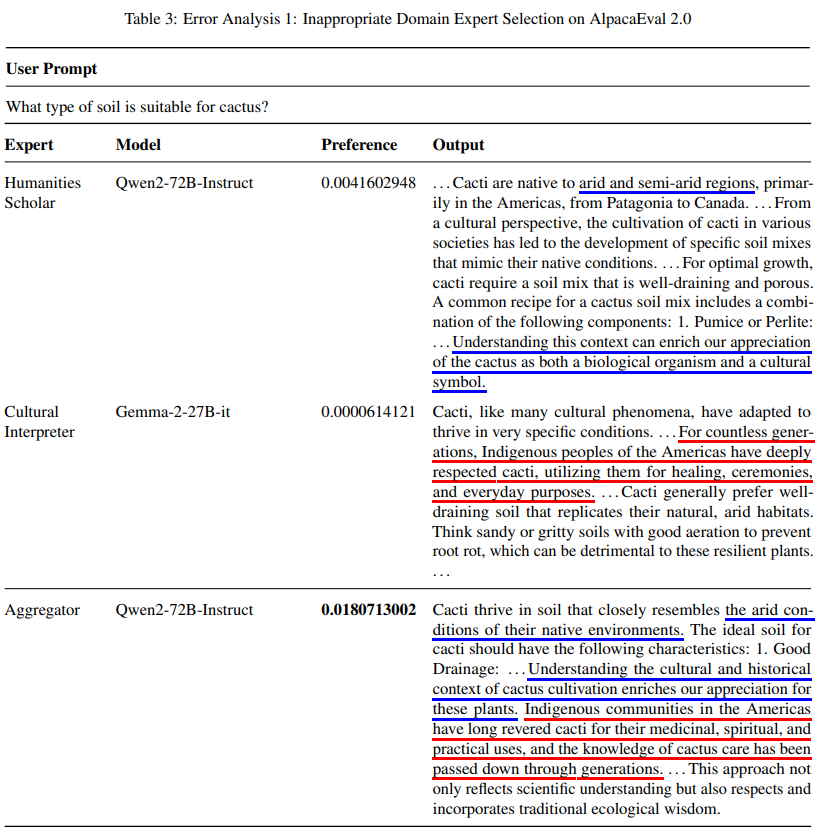 Table 3: Error Analysis 1: Inappropriate Domain Expert Selection on AlpacaEval 2.0
User Prompt
What type of soil is suitable for cactus?
Expert Model Preference Output
Humanities Scholar Qwen2-72B-Instruct 0.0041602948 …Cacti are native to arid and semi-arid regions, primar-
ily in the Americas, from Patagonia to Canada. …From
a cultural perspective, the cultivation of cacti in various
societies has led to the development of specific soil mixes
that mimic their native conditions. …For optimal growth,
cacti require a soil mix that is well-draining and porous.
A common recipe for a cactus soil mix includes a combi-
nation of the following components: 1. Pumice or Perlite:
…Understanding this context can enrich our appreciation
of the cactus as both a biological organism and a cultural
symbol.
Cultural Interpreter Gemma-2-27B-it 0.0000614121 Cacti, like many cultural phenomena, have adapted to
thrive in very specific conditions. …For countless gener-
ations, Indigenous peoples of the Americas have deeply
respected cacti, utilizing them for healing, ceremonies,
and everyday purposes. …Cacti generally prefer well-
draining soil that replicates their natural, arid habitats.
Think sandy or gritty soils with good aeration to prevent
root rot, which can be detrimental to these resilient plants.
…
Aggregator Qwen2-72B-Instruct 0.0180713002 Cacti thrive in soil that closely resembles the arid con-
ditions of their native environments. The ideal soil for
cacti should have the following characteristics: 1. Good
Drainage: …Understanding the cultural and historical
context of cactus cultivation enriches our appreciation for
these plants. Indigenous communities in the Americas
have long revered cacti for their medicinal, spiritual, and
practical uses, and the knowledge of cactus care has been
passed down through generations. …This approach not
only reflects scientific understanding but also respects and
incorporates traditional ecological wisdom.